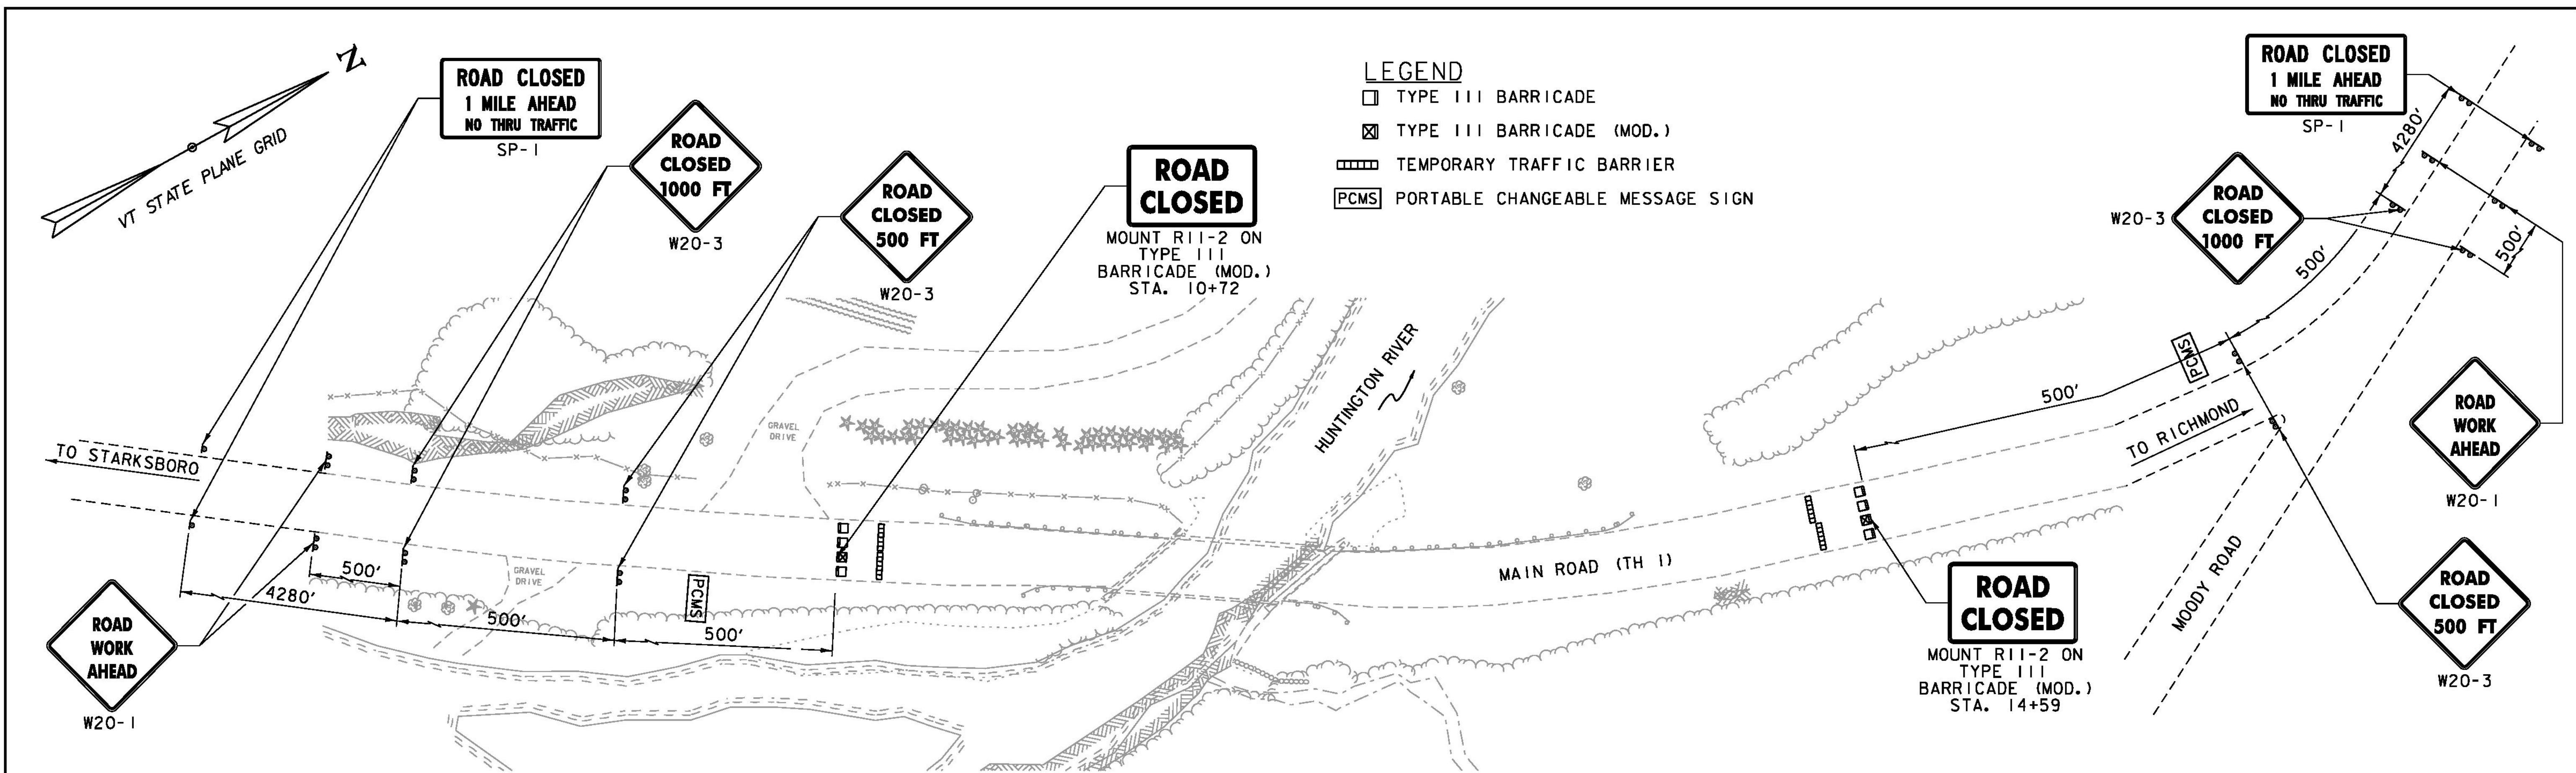 N
VT STATE PLANE GRID
ROAD CLOSED
1 MILE AHEAD
NO THRU TRAFFIC
SP-1
ROAD
CLOSED
1000 FT
W20-3
ROAD
CLOSED
500 FT
W20-3
ROAD
CLOSED
MOUNT R11-2 ON
TYPE III
BARRICADE (MOD.)
STA. 10+72
LEGEND
TYPE III BARRICADE
TYPE III BARRICADE (MOD.)
TEMPORARY TRAFFIC BARRIER
PCMS PORTABLE CHANGEABLE MESSAGE SIGN
ROAD CLOSED
1 MILE AHEAD
NO THRU TRAFFIC
SP-1
4280'
W20-3
ROAD
CLOSED
1000 FT
500'
500'
PCMS
500'
HUNTINGTON RIVER
TO STARKSBORO
GRAVEL
DRIVE
TO RICHMOND
ROAD
WORK
AHEAD
W20-1
GRAVEL
DRIVE
500'
4280'
500'
PCMS
500'
MAIN ROAD (TH 1)
MOODY ROAD
ROAD
WORK
AHEAD
W20-1
ROAD
CLOSED
MOUNT R11-2 ON
TYPE III
BARRICADE (MOD.)
STA. 14+59
ROAD
CLOSED
500 FT
W20-3